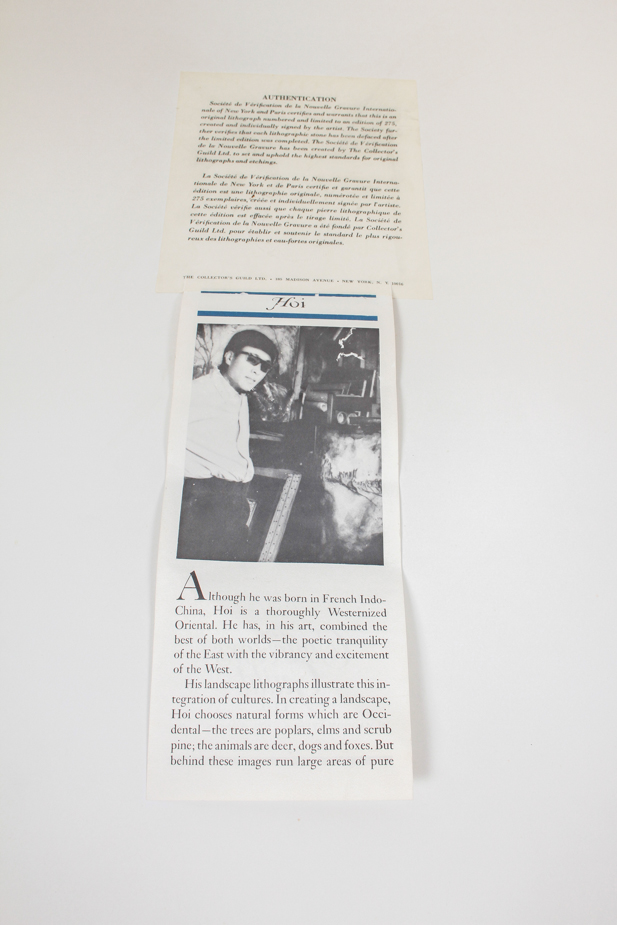 AUTHENTICATION
Société de Vérification de la Nouvelle Gravure Internatio-
nale of New York and Paris certifies and warrants that this is an
original lithograph numbered and limited to an edition of 275,
created and individually signed by the artist. The Society fur-
ther verifies that each lithographic stone has been defaced after
the limited edition was completed. The Société de Vérification
de la Nouvelle Gravure has been created by The Collector's
Guild Ltd. to set and uphold the highest standards for original
lithographs and etchings.
La Société de Vérification de la Nouvelle Gravure Interna-
tionale de New York et de Paris certifie et garantit que cette
édition est une lithographie originale, numérotée et limitée à
275 exemplaires, créée et individuellement signée par l'artiste.
La Société vérifie aussi que chaque pierre lithographique de
cette édition est effacée après le tirage limité. La Société de
Vérification de la Nouvelle Gravure a été fondé par Collector's
Guild Ltd. pour établir et soutenir le standard le plus rigou-
reux des lithographies et eau-fortes originales.
THE COLLECTOR'S GUILD LTD. • 185 MADISON AVENUE • NEW YORK, N. Y. 10016
Hoi
Although he was born in French Indo-
China, Hoi is a thoroughly Westernized
Oriental. He has, in his art, combined the
best of both worlds—the poetic tranquility
of the East with the vibrancy and excitement
of the West.
His landscape lithographs illustrate this in-
tegration of cultures. In creating a landscape,
Hoi chooses natural forms which are Occi-
dental—the trees are poplars, elms and scrub
pine; the animals are deer, dogs and foxes. But
behind these images run large areas of pure